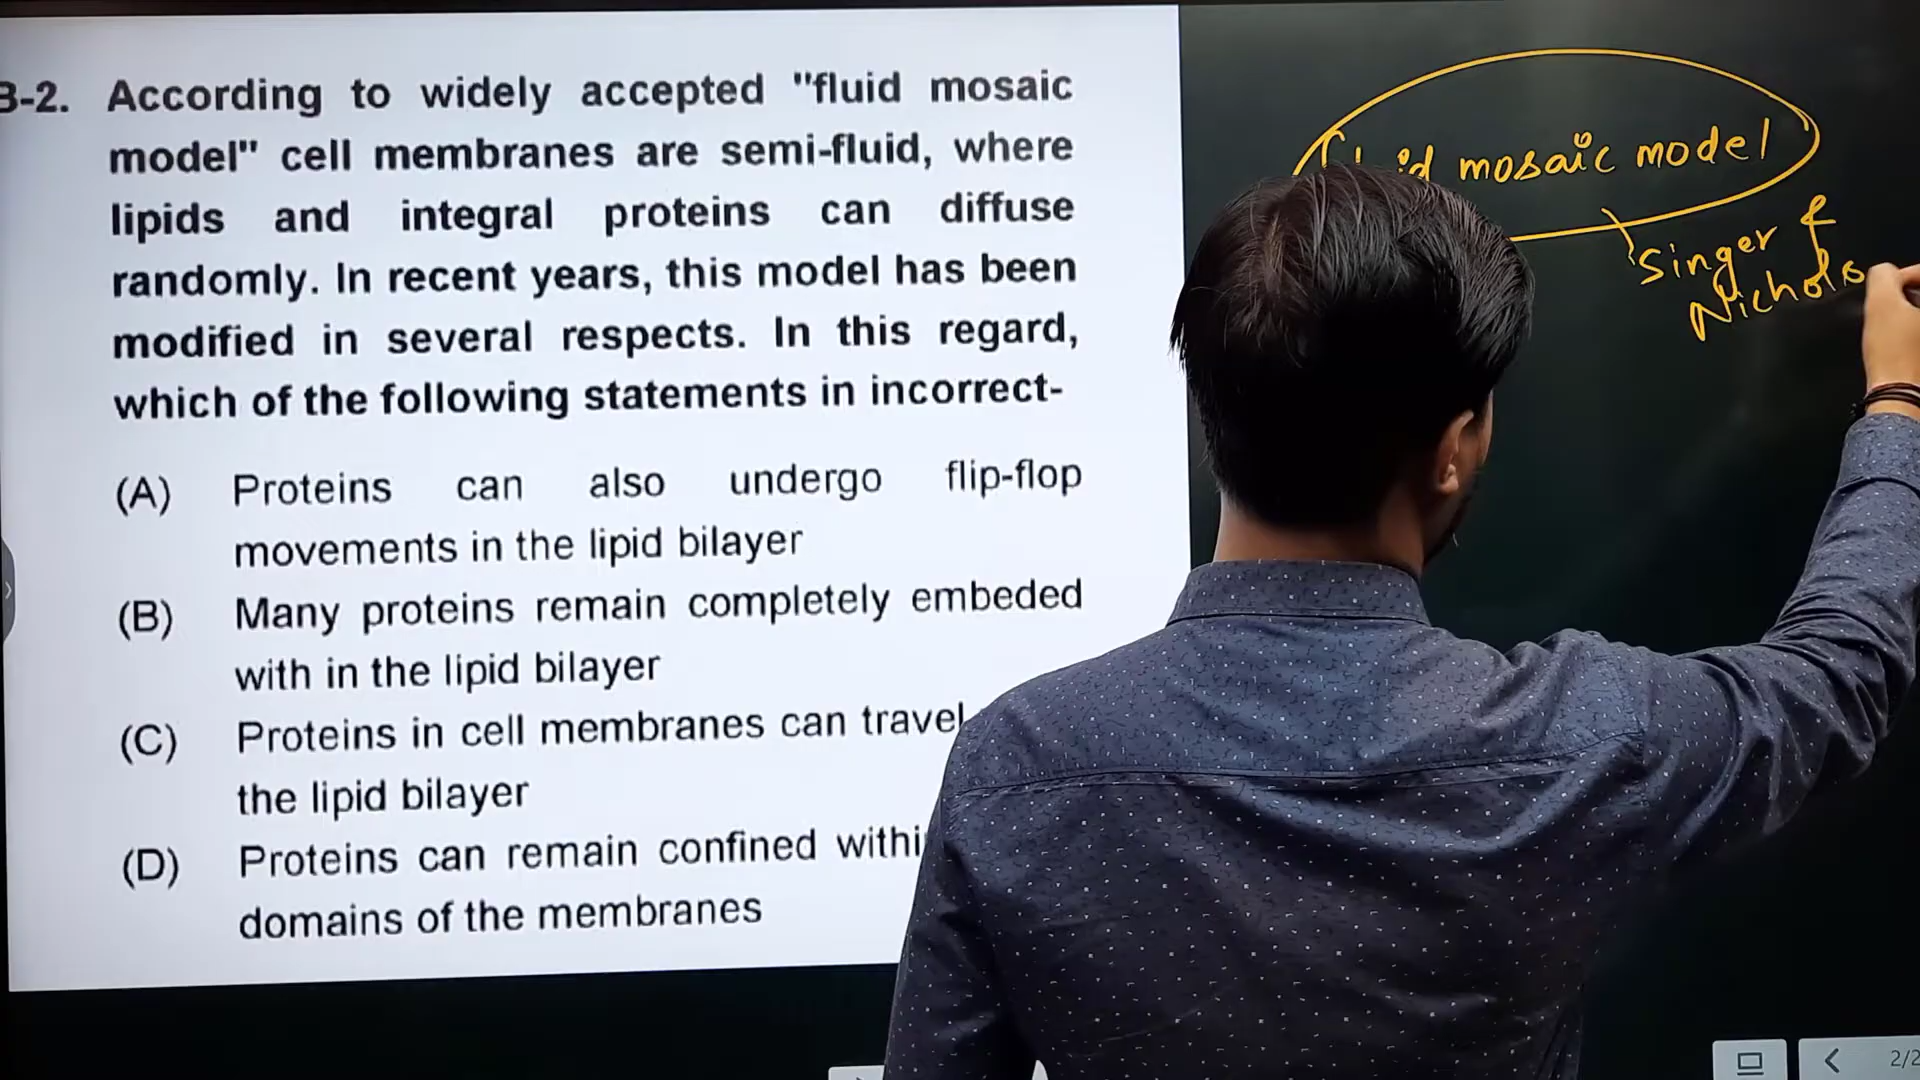 B-2. According to widely accepted "fluid mosaic
model" cell membranes are semi-fluid, where
lipids and integral proteins can diffuse
randomly. In recent years, this model has been
modified in several respects. In this regard,
which of the following statements in incorrect-
(A) Proteins can also undergo flip-flop
movements in the lipid bilayer
(B) Many proteins remain completely embeded
with in the lipid bilayer
(C) Proteins in cell membranes can travel
the lipid bilayer
(D) Proteins can remain confined
domains of the membranes
mosaic model
Singer &
2/2